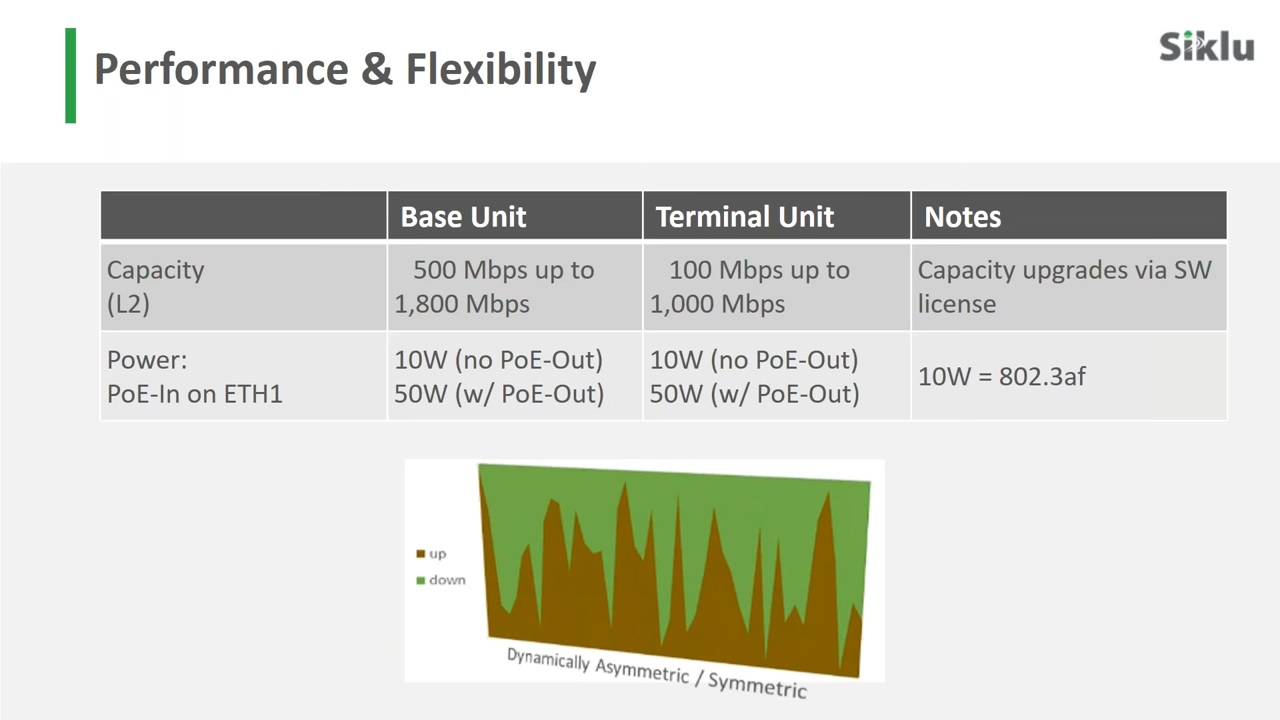 Performance & Flexibility
Siklu
Base Unit
Terminal Unit
Notes
Capacity
(L2)
500 Mbps up to
1,800 Mbps
100 Mbps up to
1,000 Mbps
Capacity upgrades via SW
license
Power:
PoE-In on ETH1
10W (no PoE-Out)
50W (w/ PoE-Out)
10W (no PoE-Out)
50W (w/ PoE-Out)
10W = 802.3af
up
down
Dynamically Asymmetric / Symmetric